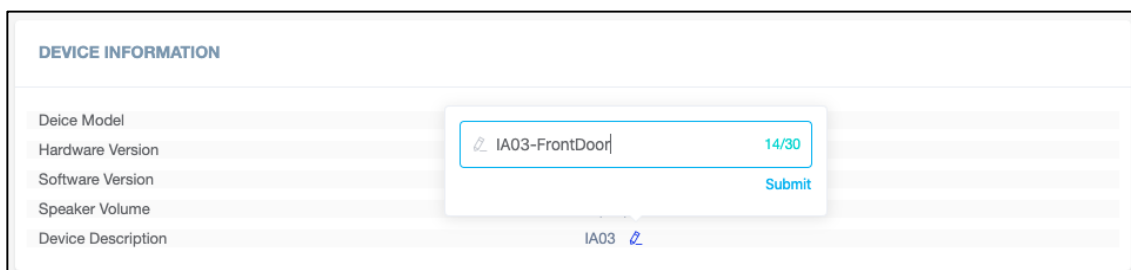 DEVICE INFORMATION
Deice Model
IA03-FrontDoor 14/30
Hardware Version
Software Version
Submit
Speaker Volume
Device Description IA03